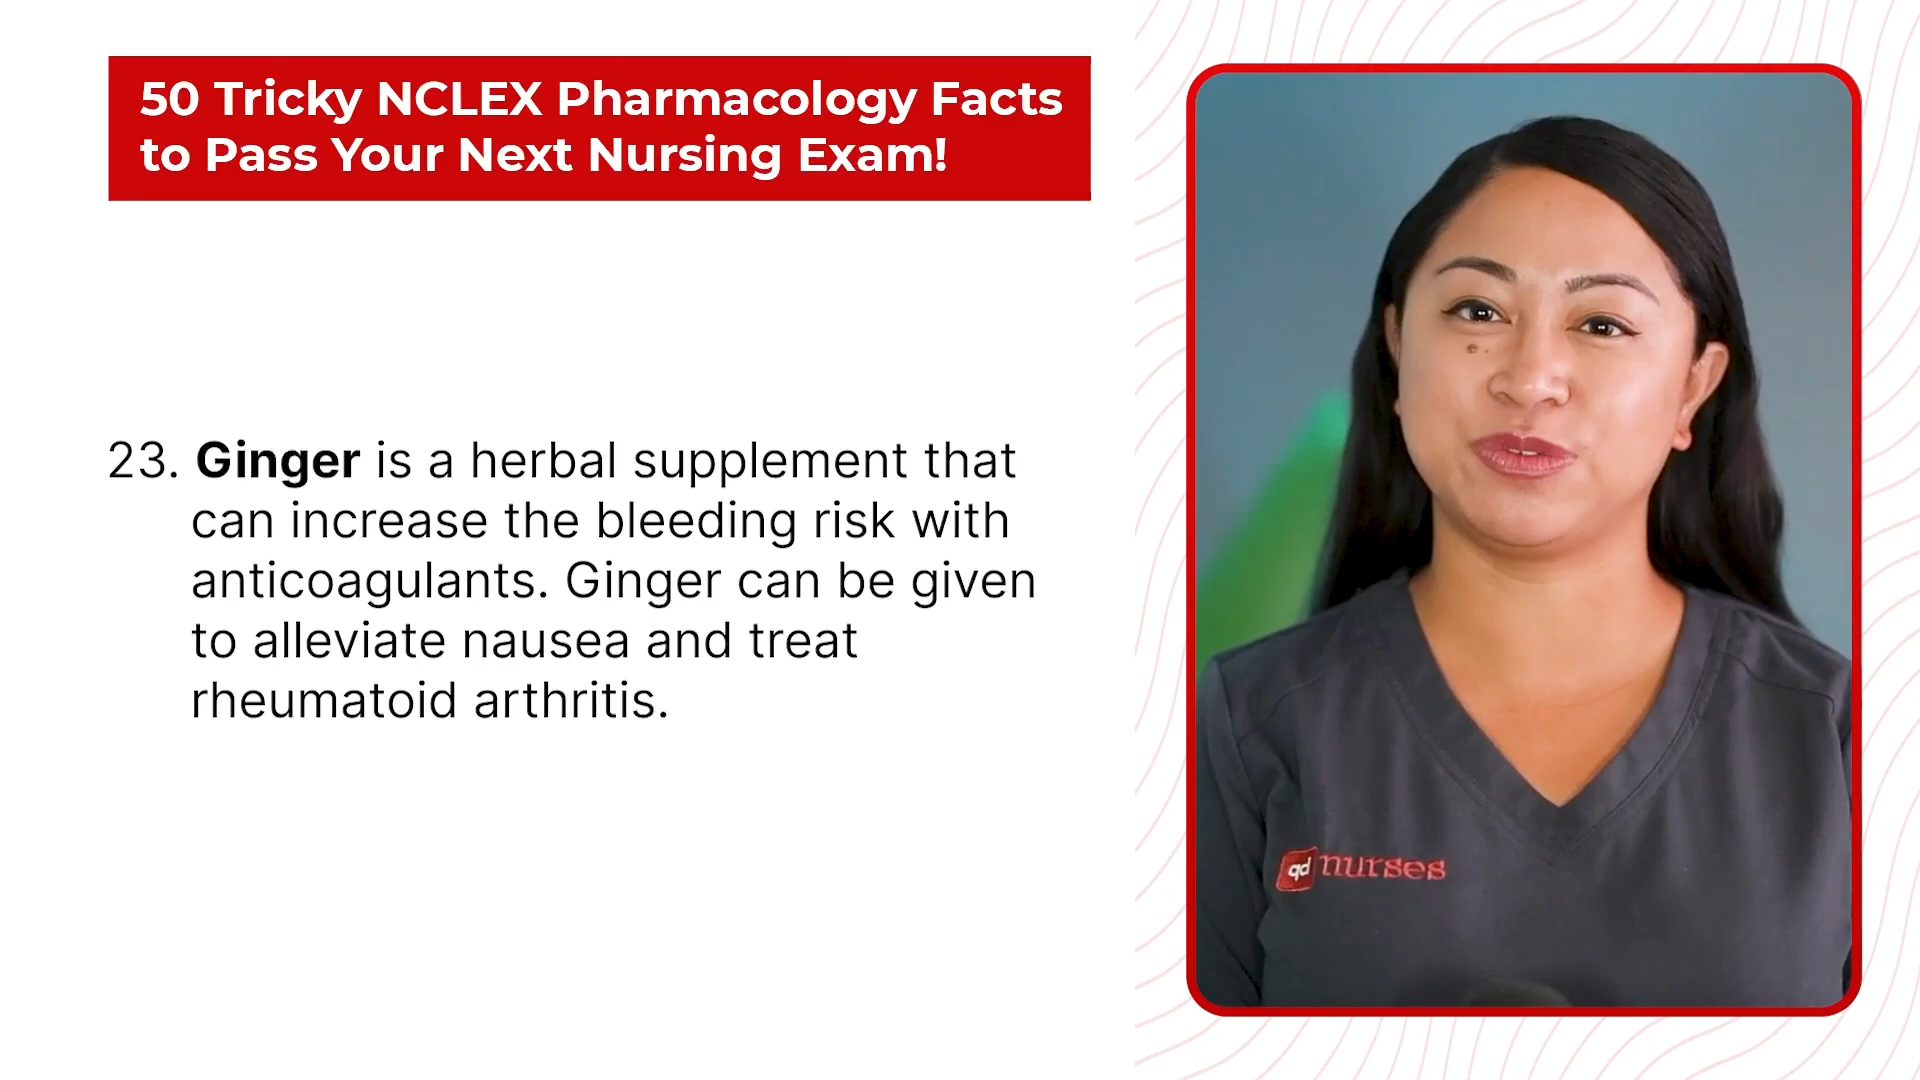 50 Tricky NCLEX Pharmacology Facts
to Pass Your Next Nursing Exam!
23. Ginger is a herbal supplement that
can increase the bleeding risk with
anticoagulants. Ginger can be given
to alleviate nausea and treat
rheumatoid arthritis.
qd nurses